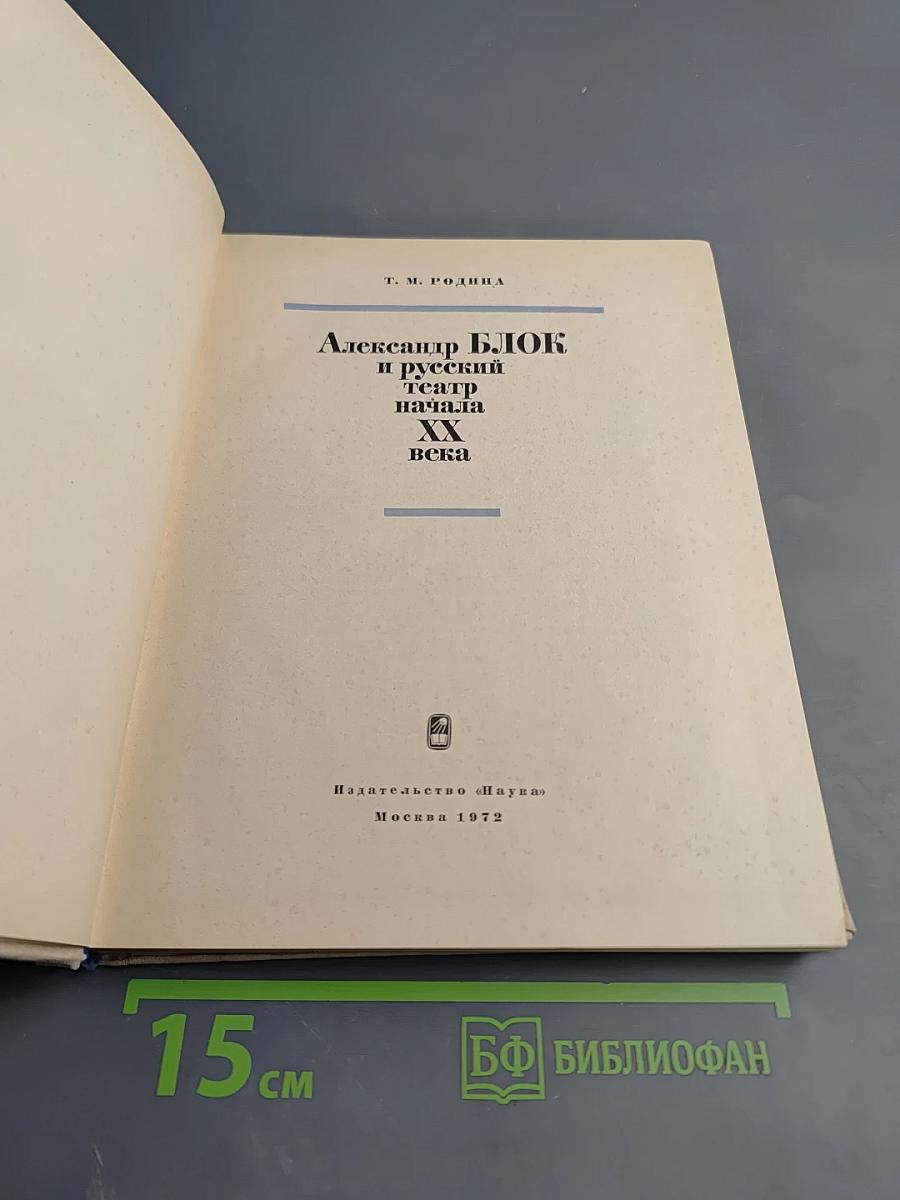 Т. М. РОДИНА
Александр БЛОК
и русский
театр
начала
XX
века
Издательство «Наука»
Москва 1972
15 см
БФ БИБЛИОФАН